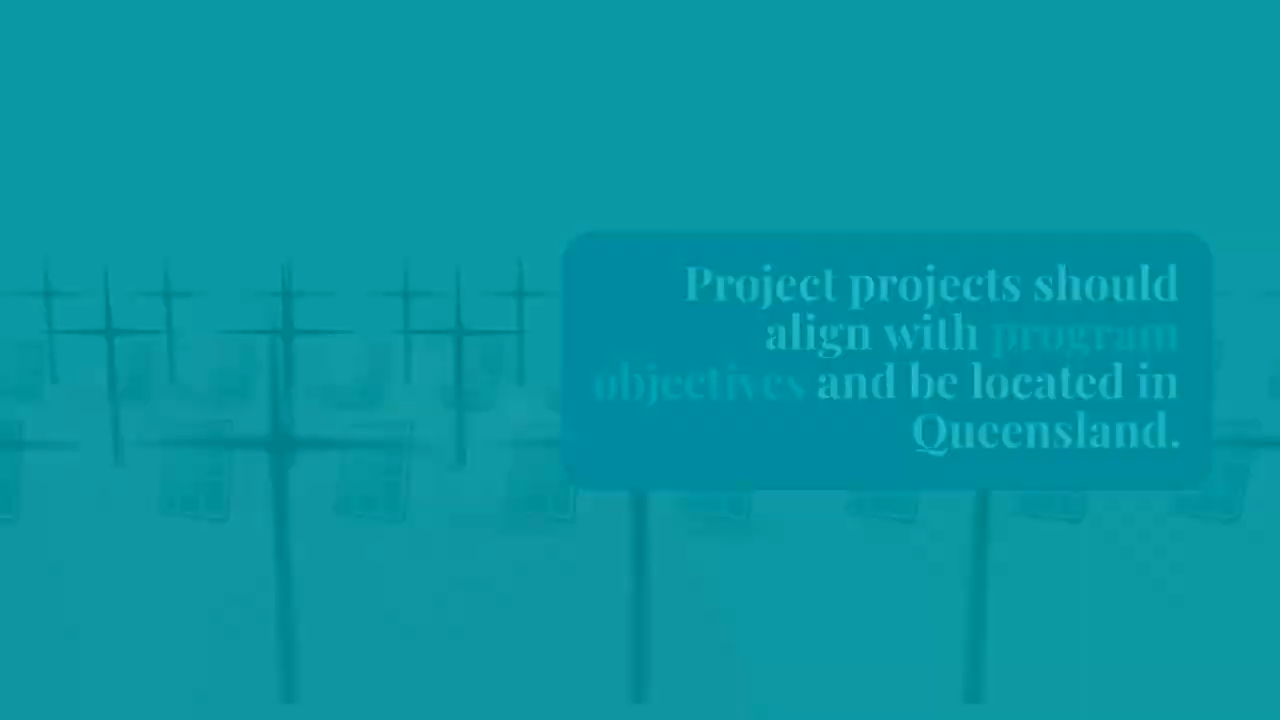 Project projects should
align with program
objectives and be located in
Queensland.